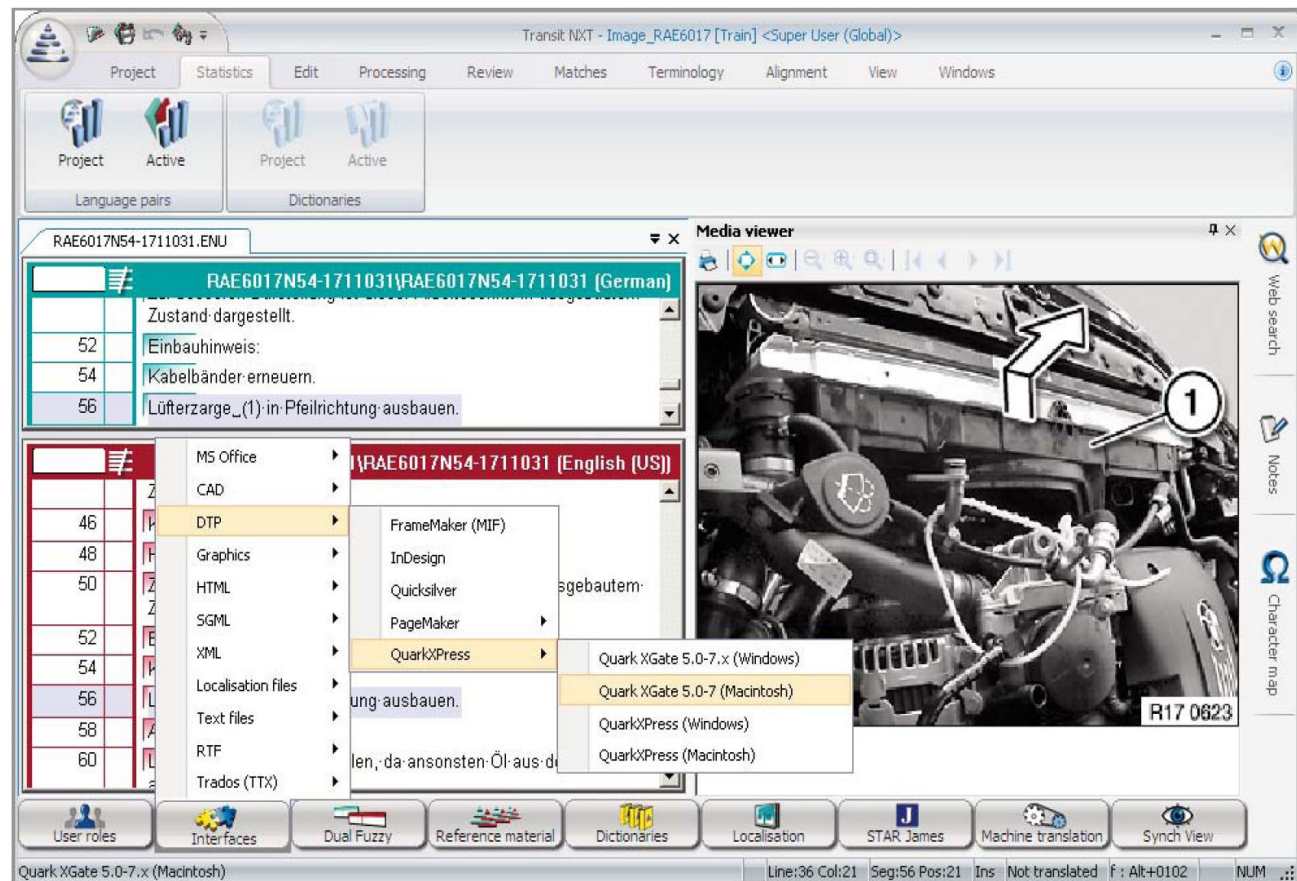 Transit NXT - Image_RAE6017 [Train] <Super User (Global)>
Project Statistics Edit Processing Review Matches Terminology Alignment View Windows
Project Active Project Active
Language pairs Dictionaries
RAE6017N54-1711031.ENU
RAE6017N54-1711031\RAE6017N54-1711031 (German)
Zustand·dargestellt.
52 Einbauhinweis:
54 Kabelbänder·erneuern.
56 Lüfterzarge_(1)·in·Pfeilrichtung·ausbauen.
\RAE6017N54-1711031 (English (US))
46
48
50 sgebautem·
52
54
56 ung·ausbauen.
58
60 len,·da·ansonsten·Öl·aus·d
MS Office
CAD
DTP
Graphics
HTML
SGML
XML
Localisation files
Text files
RTF
Trados (TTX)
FrameMaker (MIF)
InDesign
Quicksilver
PageMaker
QuarkXPress
Quark XGate 5.0-7.x (Windows)
Quark XGate 5.0-7 (Macintosh)
QuarkXPress (Windows)
QuarkXPress (Macintosh)
Media viewer
1
R17 0623
Web search
Notes
Character map
User roles Interfaces Dual Fuzzy Reference material Dictionaries Localisation STAR James Machine translation Synch View
Quark XGate 5.0-7.x (Macintosh) Line:36 Col:21 Seg:56 Pos:21 Ins Not translated f : Alt+0102 NUM